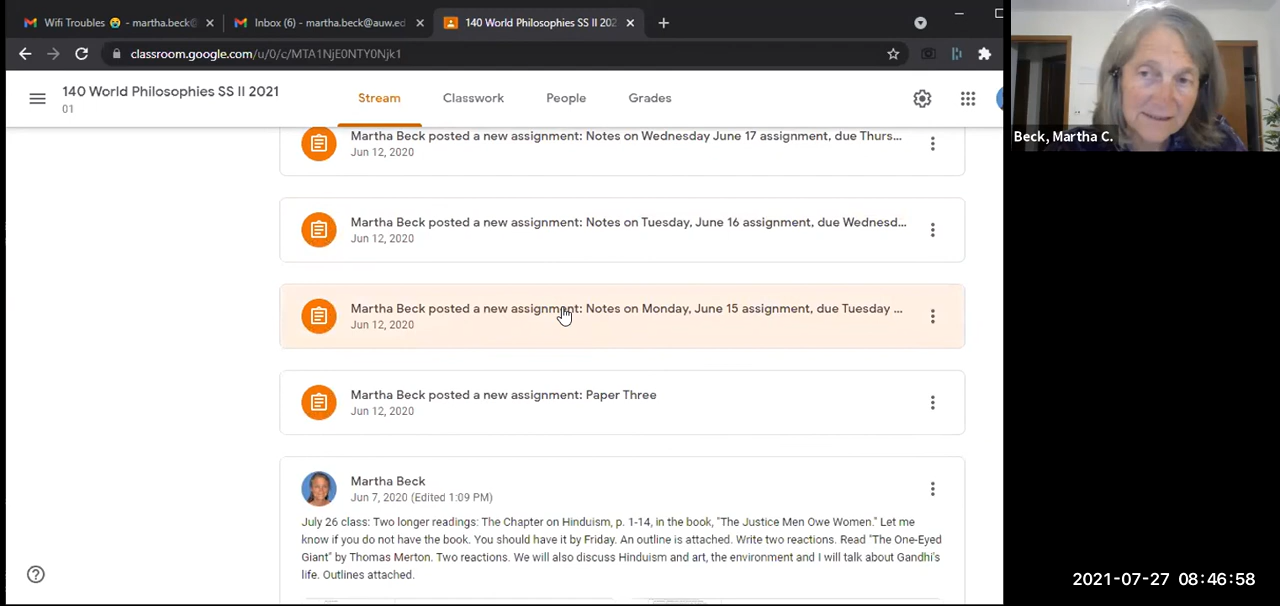 Wifi Troubles 😭 - martha.beck@
Inbox (6) - martha.beck@auw.ed
140 World Philosophies SS II 202
classroom.google.com/u/0/c/MTA1NjE0NTY0Njk1
140 World Philosophies SS II 2021
01
Stream
Classwork
People
Grades
Martha Beck posted a new assignment: Notes on Wednesday June 17 assignment, due Thurs...
Jun 12, 2020
Martha Beck posted a new assignment: Notes on Tuesday, June 16 assignment, due Wednesd...
Jun 12, 2020
Martha Beck posted a new assignment: Notes on Monday, June 15 assignment, due Tuesday ...
Jun 12, 2020
Martha Beck posted a new assignment: Paper Three
Jun 12, 2020
Martha Beck
Jun 7, 2020 (Edited 1:09 PM)
July 26 class: Two longer readings: The Chapter on Hinduism, p. 1-14, in the book, "The Justice Men Owe Women." Let me
know if you do not have the book. You should have it by Friday. An outline is attached. Write two reactions. Read "The One-Eyed
Giant" by Thomas Merton. Two reactions. We will also discuss Hinduism and art, the environment and I will talk about Gandhi's
life. Outlines attached.
Beck, Martha C.
2021-07-27 08:46:58